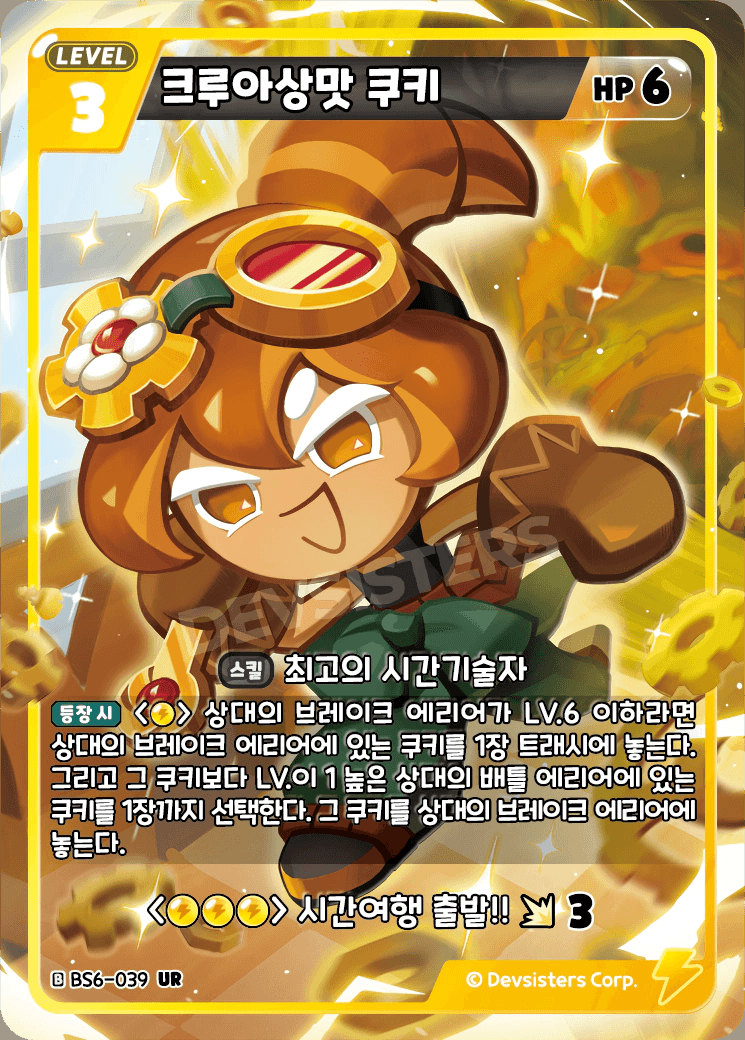 LEVEL
3
크루아상맛 쿠키
HP 6
DEVSISTERS
스킬 최고의 시간기술자
등장 시 < > 상대의 브레이크 에리어가 LV.6 이하라면
상대의 브레이크 에리어에 있는 쿠키를 1장 트래시에 놓는다.
그리고 그 쿠키보다 LV.이 1 높은 상대의 배틀 에리어에 있는
쿠키를 1장까지 선택한다. 그 쿠키를 상대의 브레이크 에리어에
놓는다.
< > 시간여행 출발!! 3
B BS6-039 UR
© Devsisters Corp.